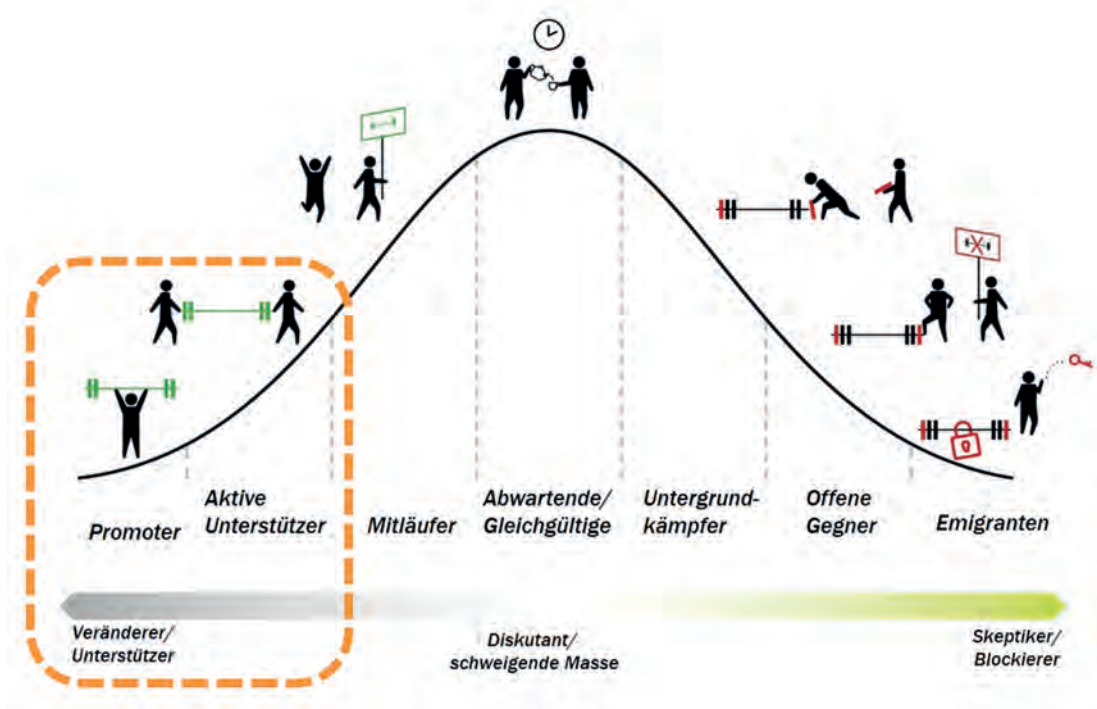 Promoter
Aktive
Unterstützer
Mitläufer
Abwartende/
Gleichgültige
Untergrund-
kämpfer
Offene
Gegner
Emigranten
Veränderer/
Unterstützer
Diskutant/
schweigende Masse
Skeptiker/
Blockierer